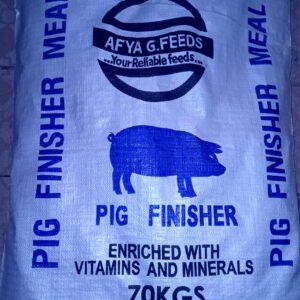 AFYA G.FEEDS
...Your Reliable feeds...
PIG FINISHER MEAL
PIG FINISHER MEAL
PIG FINISHER
ENRICHED WITH
VITAMINS AND MINERALS
70KGS